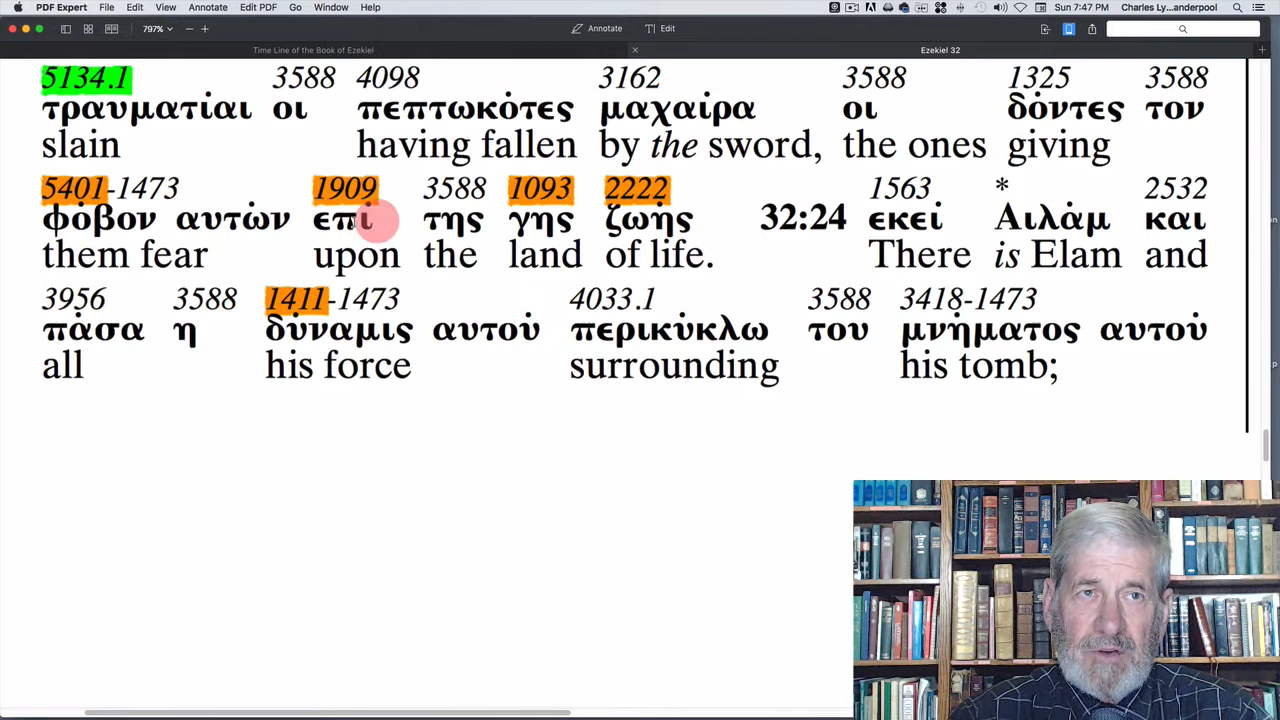 PDF Expert File Edit View Annotate PDF Go Window Help Sun 7:47 PM Charles Ly...anderpool
797% Annotate Edit
Time Line of the Book of Ezekiel Ezekiel 32
5134.1 3588 4098 3162 3588 1325 3588
τραυματίαι οι πεπτωκότες μαχαίρα οι δόντες τον
slain having fallen by the sword, the ones giving
5401-1473 1909 3588 1093 2222 1563 * 2532
φόβον αυτών επί της γης ζωής 32:24 εκεί Αιλάμ και
them fear upon the land of life. There is Elam and
3956 3588 1411-1473 4033.1 3588 3418-1473
πάσα η δύναμις αυτού περικύκλω του μνήματος αυτού
all his force surrounding his tomb;